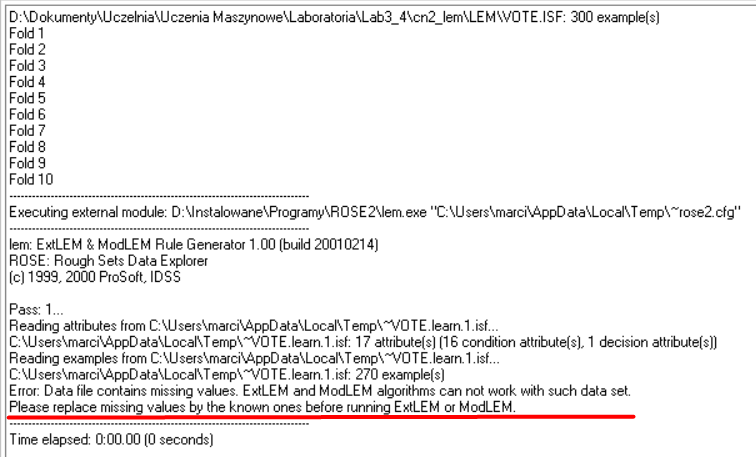 D:\Dokumenty\Uczelnia\Uczenia Maszynowe\Laboratoria\Lab3_4\cn2_lem\LEM\VOTE.ISF: 300 example(s)
Fold 1
Fold 2
Fold 3
Fold 4
Fold 5
Fold 6
Fold 7
Fold 8
Fold 9
Fold 10
Executing external module: D:\Instalowane\Programy\ROSE2\lem.exe "C:\Users\marci\AppData\Local\Temp\~rose2.cfg"
lem: ExtLEM & ModLEM Rule Generator 1.00 (build 20010214)
ROSE: Rough Sets Data Explorer
(c) 1999, 2000 ProSoft, IDSS
Pass: 1...
Reading attributes from C:\Users\marci\AppData\Local\Temp\~VOTE.learn.1.isf...
C:\Users\marci\AppData\Local\Temp\~VOTE.learn.1.isf: 17 attribute(s) (16 condition attribute(s), 1 decision attribute(s))
Reading examples from C:\Users\marci\AppData\Local\Temp\~VOTE.learn.1.isf...
C:\Users\marci\AppData\Local\Temp\~VOTE.learn.1.isf: 270 example(s)
Error: Data file contains missing values. ExtLEM and ModLEM algorithms can not work with such data set.
Please replace missing values by the known ones before running ExtLEM or ModLEM.
Time elapsed: 0:00.00 (0 seconds)